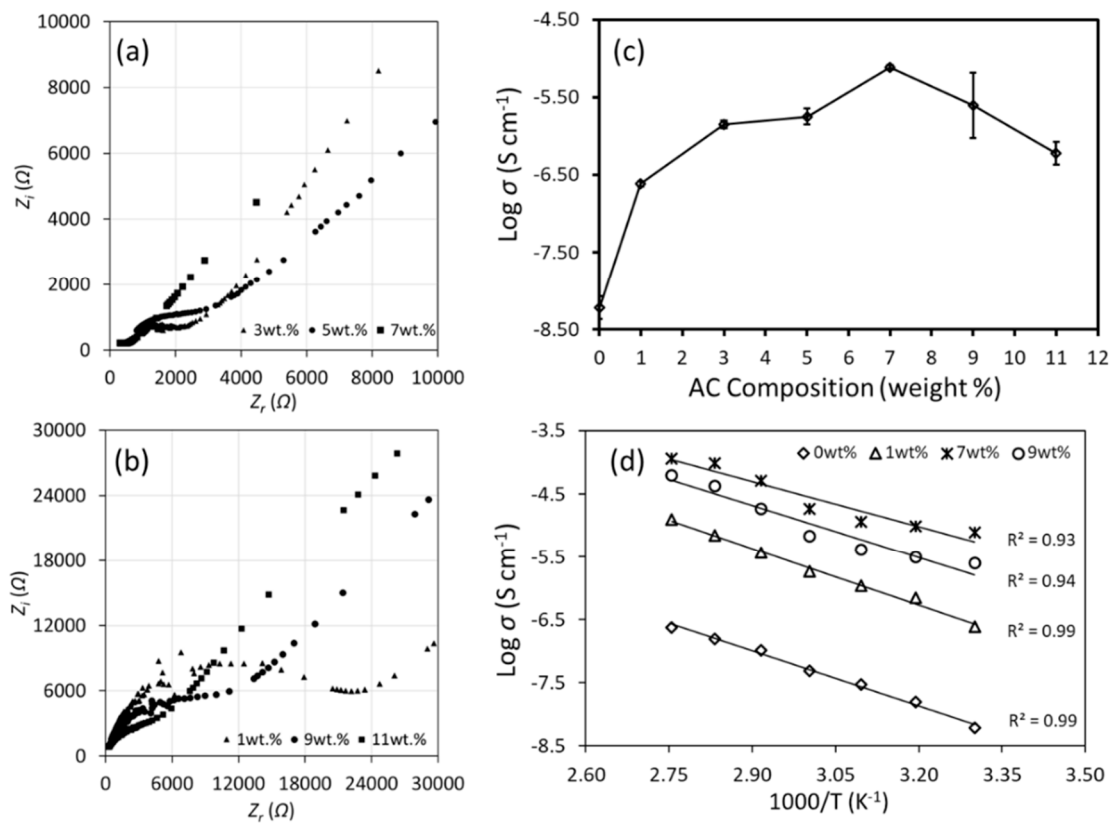 (a)
10000
8000
6000
4000
2000
0
Zi (Ω)
3wt.% 5wt.% 7wt.%
0 2000 4000 6000 8000 10000
Zr (Ω)
(b)
30000
24000
18000
12000
6000
0
Zi (Ω)
1wt.% 9wt.% 11wt.%
0 6000 12000 18000 24000 30000
Zr (Ω)
(c)
-4.50
-5.50
-6.50
-7.50
-8.50
Log σ (S cm-1)
0 1 2 3 4 5 6 7 8 9 10 11 12
AC Composition (weight %)
(d)
0wt% 1wt% 7wt% 9wt%
-3.5
-4.5
-5.5
-6.5
-7.5
-8.5
Log σ (S cm-1)
R² = 0.93
R² = 0.94
R² = 0.99
R² = 0.99
2.60 2.75 2.90 3.05 3.20 3.35 3.50
1000/T (K-1)